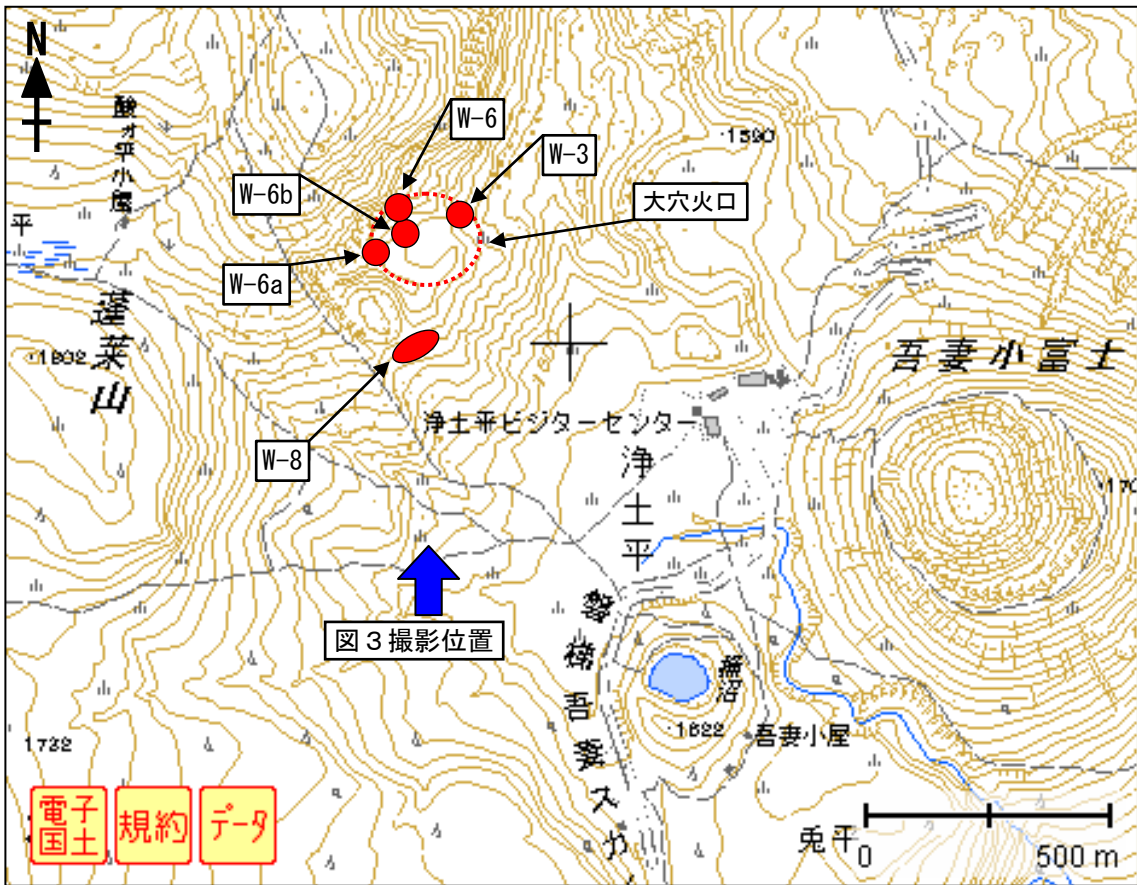 N
酸ガ平小屋
平
蓬莱山
・1802
W-6
W-3
W-6b
大穴火口
W-6a
W-8
・1590
吾妻小富士
・170
浄土平ビジターセンター
浄土平
図3撮影位置
磐梯吾妻スカイ
桶沼
・1622
吾妻小屋
兎平
・1732
電子
国土
規約
データ
0 500 m